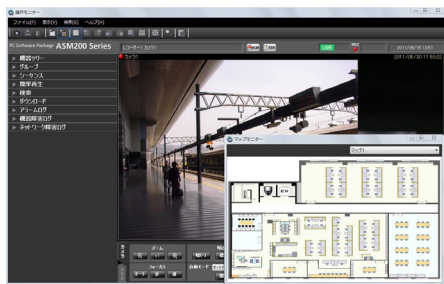 操作モニター
ファイル(F) 表示(V) 検索(S) ヘルプ(H)
PC Software Package ASM200 Series
レコーダー1 カメラ1
LIVE
REC
2011/06/15 13:51
カメラ1
2011/05/30 11:50:22
機器ツリー
グループ
シーケンス
簡単再生
検索
ダウンロード
アラームログ
機器障害ログ
ネットワーク障害ログ
マップモニター
マップ1
EV
カメラ
ズーム
フォーカス
自動モード